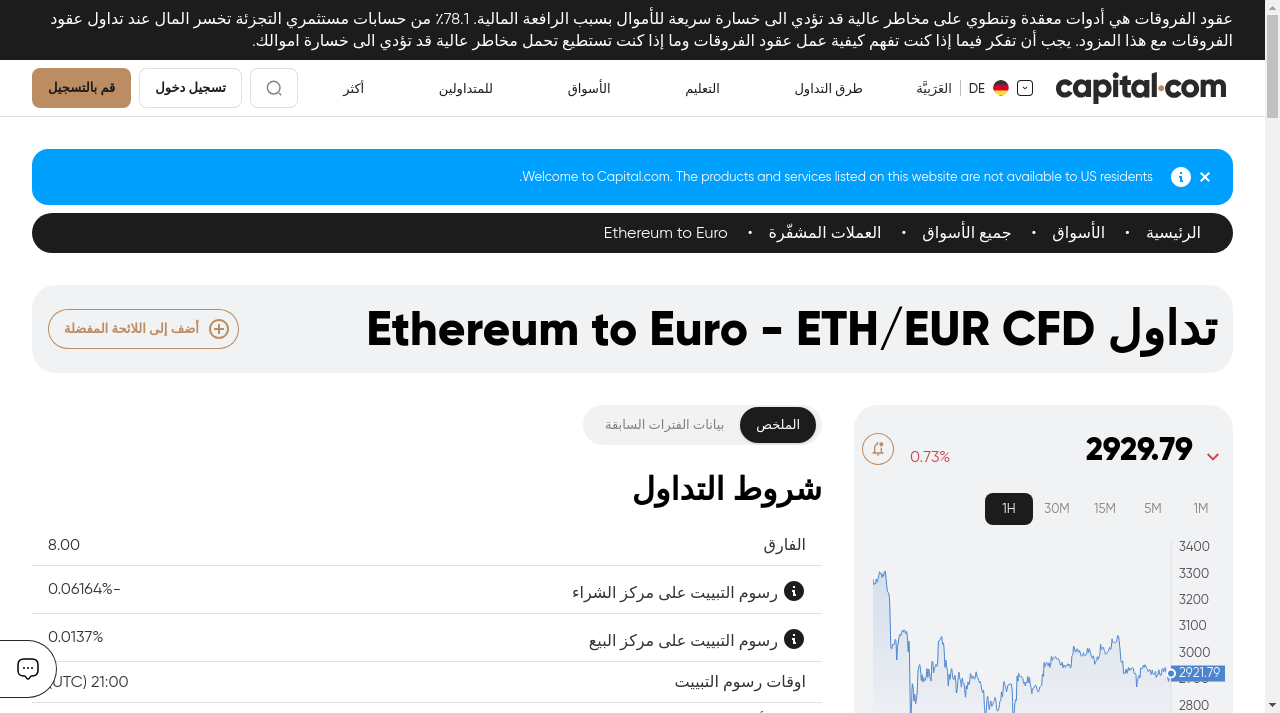 عقود الفروقات هي أدوات معقدة وتنطوي على مخاطر عالية قد تؤدي الى خسارة سريعة للأموال بسبب الرافعة المالية. 78.1٪ من حسابات مستثمري التجزئة تخسر المال عند تداول عقود
الفروقات مع هذا المزود. يجب أن تفكر فيما إذا كنت تفهم كيفية عمل عقود الفروقات وما إذا كنت تستطيع تحمل مخاطر عالية قد تؤدي الى خسارة اموالك.
capital.com
DE
العَرَبيَّة
طرق التداول
التعليم
الأسواق
للمتداولين
أكثر
تسجيل دخول
قم بالتسجيل
Welcome to Capital.com. The products and services listed on this website are not available to US residents.
الرئيسية • الأسواق • جميع الأسواق • العملات المشفّرة • Ethereum to Euro
تداول Ethereum to Euro - ETH/EUR CFD
أضف إلى اللائحة المفضلة
2929.79
0.73%
1M 5M 15M 30M 1H
3400
3300
3200
3100
3000
2921.79
2800
الملخص
بيانات الفترات السابقة
شروط التداول
الفارق
8.00
رسوم التبييت على مركز الشراء
-0.06164%
رسوم التبييت على مركز البيع
0.0137%
اوقات رسوم التبييت
21:00 (UTC)